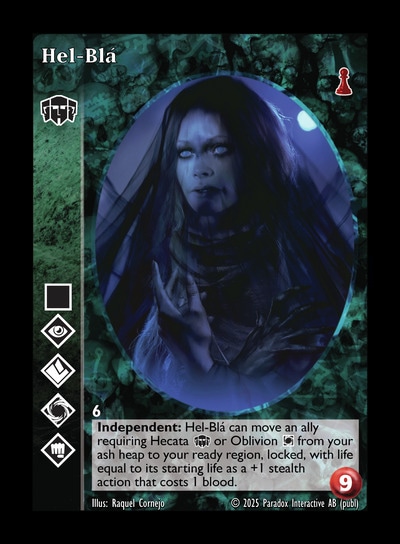 Hel-Blá
6
Independent: Hel-Blá can move an ally
requiring Hecata or Oblivion from your
ash heap to your ready region, locked, with life
equal to its starting life as a +1 stealth
action that costs 1 blood.
9
Illus: Raquel Cornejo © 2025 Paradox Interactive AB (publ)